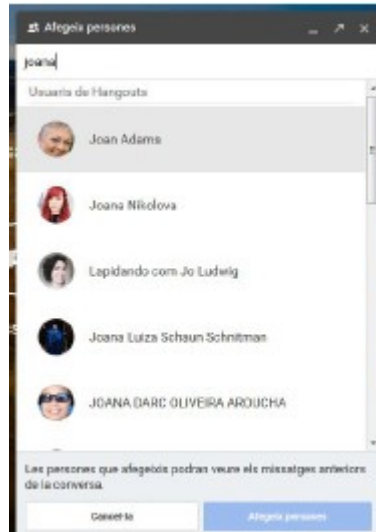 Afegeix persones
joana
Usuaris de Hangouts
Joan Adams
Joana Nikolova
Lapidando com Jo Ludwig
Joana Luiza Schaun Schnitman
JOANA DARC OLIVEIRA AROUCHA
Les persones que afegeixis podran veure els missatges anteriors
de la conversa.
Cancel·la
Afegeix persones